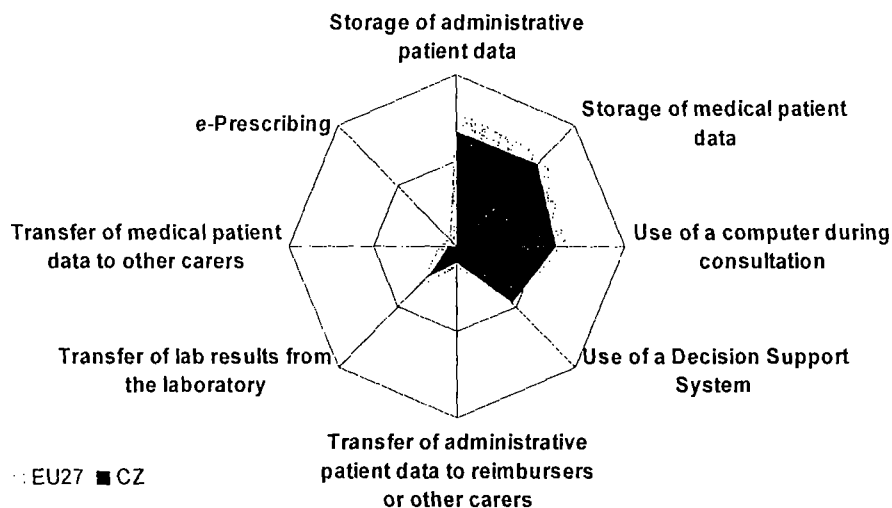 Storage of administrative
patient data
Storage of medical patient
data
e-Prescribing
Transfer of medical patient
data to other carers
Use of a computer during
consultation
Transfer of lab results from
the laboratory
Use of a Decision Support
System
Transfer of administrative
patient data to reimbursers
or other carers
EU27 CZ